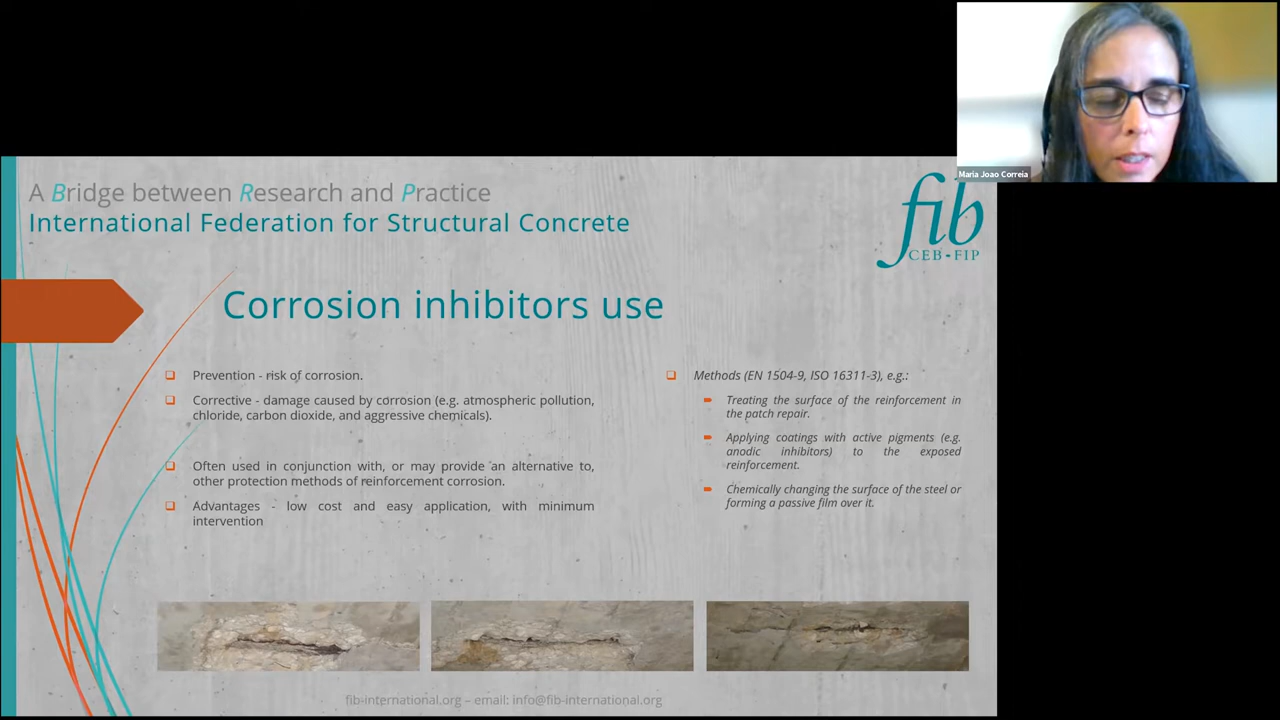 Maria Joao Correia
A Bridge between Research and Practice
International Federation for Structural Concrete
fib
CEB-FIP
Corrosion inhibitors use
❑ Prevention - risk of corrosion.
❑ Corrective - damage caused by corrosion (e.g. atmospheric pollution,
chloride, carbon dioxide, and aggressive chemicals).
❑ Often used in conjunction with, or may provide an alternative to,
other protection methods of reinforcement corrosion.
❑ Advantages - low cost and easy application, with minimum
intervention
❑ Methods (EN 1504-9, ISO 16311-3), e.g.:
Treating the surface of the reinforcement in
the patch repair.
Applying coatings with active pigments (e.g.
anodic inhibitors) to the exposed
reinforcement.
Chemically changing the surface of the steel or
forming a passive film over it.
fib-international.org – email: info@fib-international.org